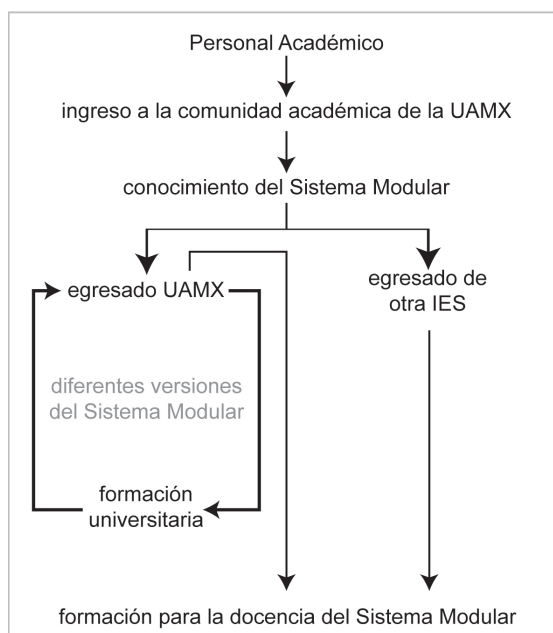 Personal Académico
ingreso a la comunidad académica de la UAMX
conocimiento del Sistema Modular
egresado UAMX
egresado de
otra IES
diferentes versiones
del Sistema Modular
formación
universitaria
formación para la docencia del Sistema Modular